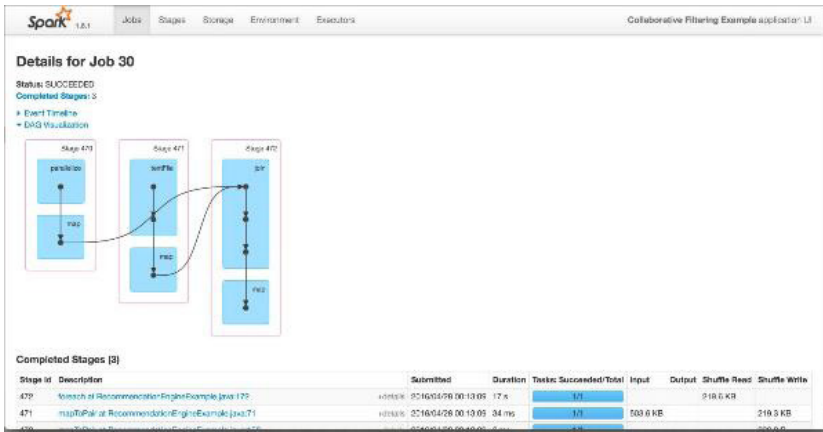 Spark 1.6.1 Jobs Stages Storage Environment Executors Collaborative Filtering Example application UI
Details for Job 30
Status: SUCCEEDED
Completed Stages: 3
Event Timeline
DAG Visualization
Stage 470 Stage 471 Stage 472
parallelize textFile join
map
map
map
Completed Stages (3)
Stage Id Description Submitted Duration Tasks: Succeeded/Total Input Output Shuffle Read Shuffle Write
472 foreach at RecommendationEngineExample.java:179 +details 2016/04/28 00:13:09 17 s 1/1 219.6 KB
471 mapToPair at RecommendationEngineExample.java:71 +details 2016/04/28 00:13:09 34 ms 1/1 503.6 KB 219.3 KB